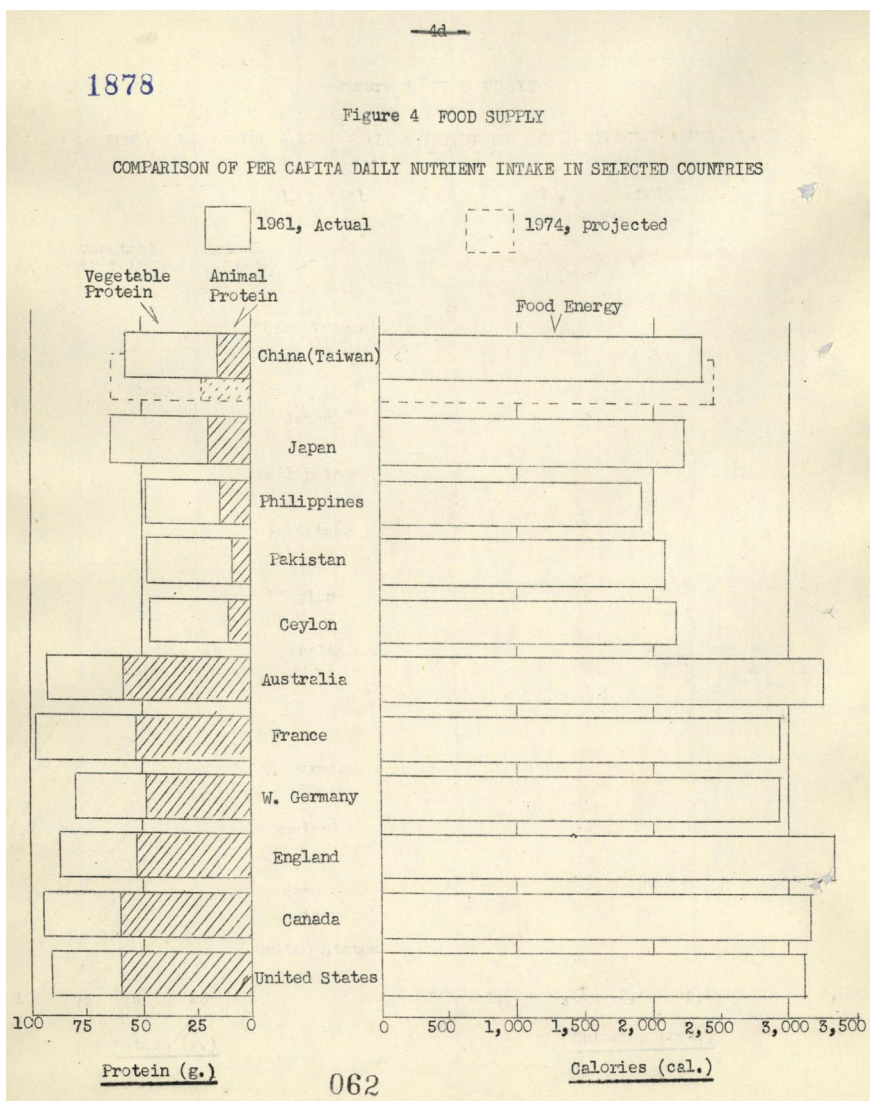 4d
1878
Figure 4 FOOD SUPPLY
COMPARISON OF PER CAPITA DAILY NUTRIENT INTAKE IN SELECTED COUNTRIES
1961, Actual
1974, projected
Vegetable Protein
Animal Protein
Food Energy
China(Taiwan)
Japan
Philippines
Pakistan
Ceylon
Australia
France
W. Germany
England
Canada
United States
100 75 50 25 0
0 500 1,000 1,500 2,000 2,500 3,000 3,500
Protein (g.)
Calories (cal.)
062